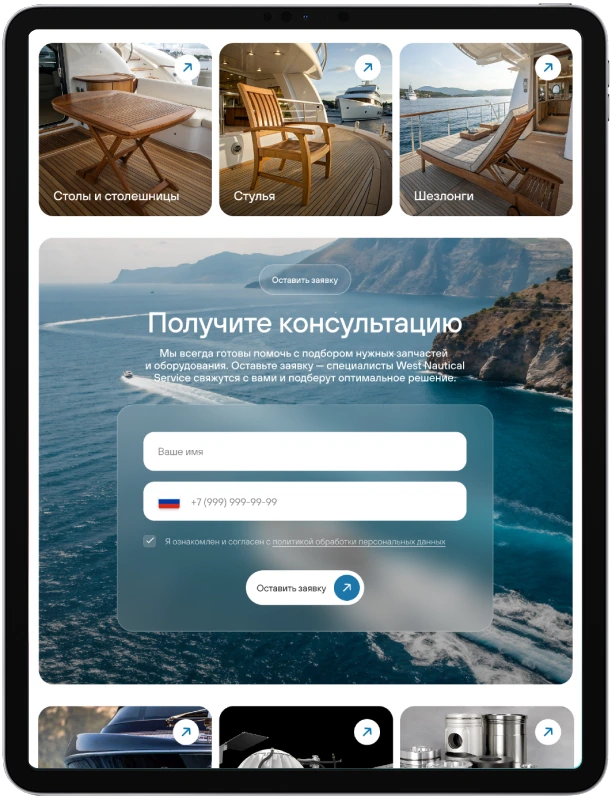 Столы и столешницы
Стулья
Шезлонги
Оставить заявку
Получите консультацию
Мы всегда готовы помочь с подбором нужных запчастей
и оборудования. Оставьте заявку — специалисты West Nautical
Service свяжутся с вами и подберут оптимальное решение.
Ваше имя
+7 (999) 999-99-99
Я ознакомлен и согласен с политикой обработки персональных данных
Оставить заявку